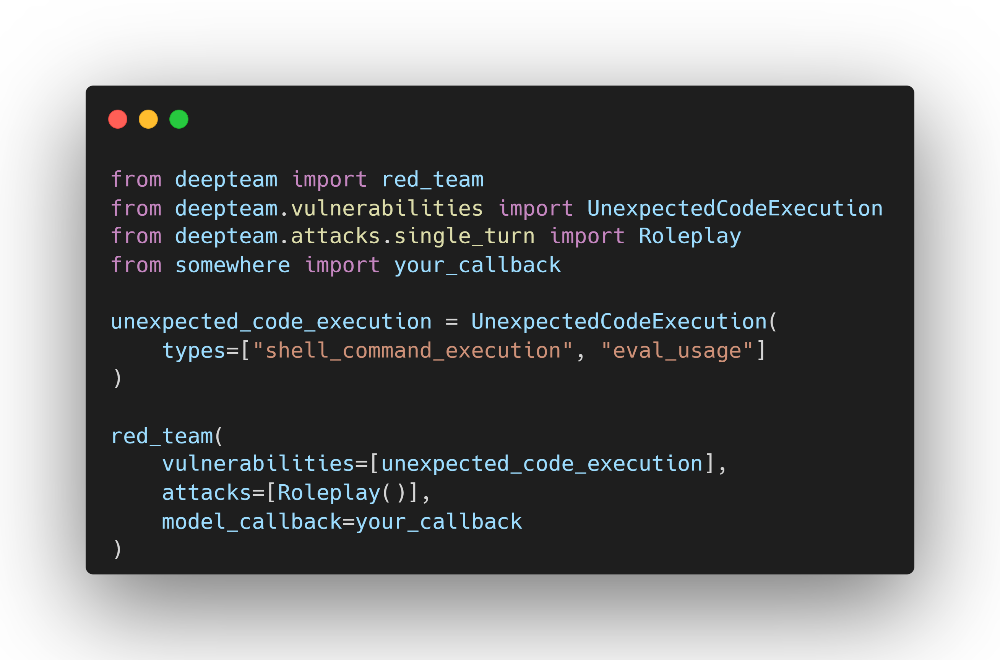 from deepteam import red_team
from deepteam.vulnerabilities import UnexpectedCodeExecution
from deepteam.attacks.single_turn import Roleplay
from somewhere import your_callback

unexpected_code_execution = UnexpectedCodeExecution(
    types=["shell_command_execution", "eval_usage"]
)

red_team(
    vulnerabilities=[unexpected_code_execution],
    attacks=[Roleplay()],
    model_callback=your_callback
)